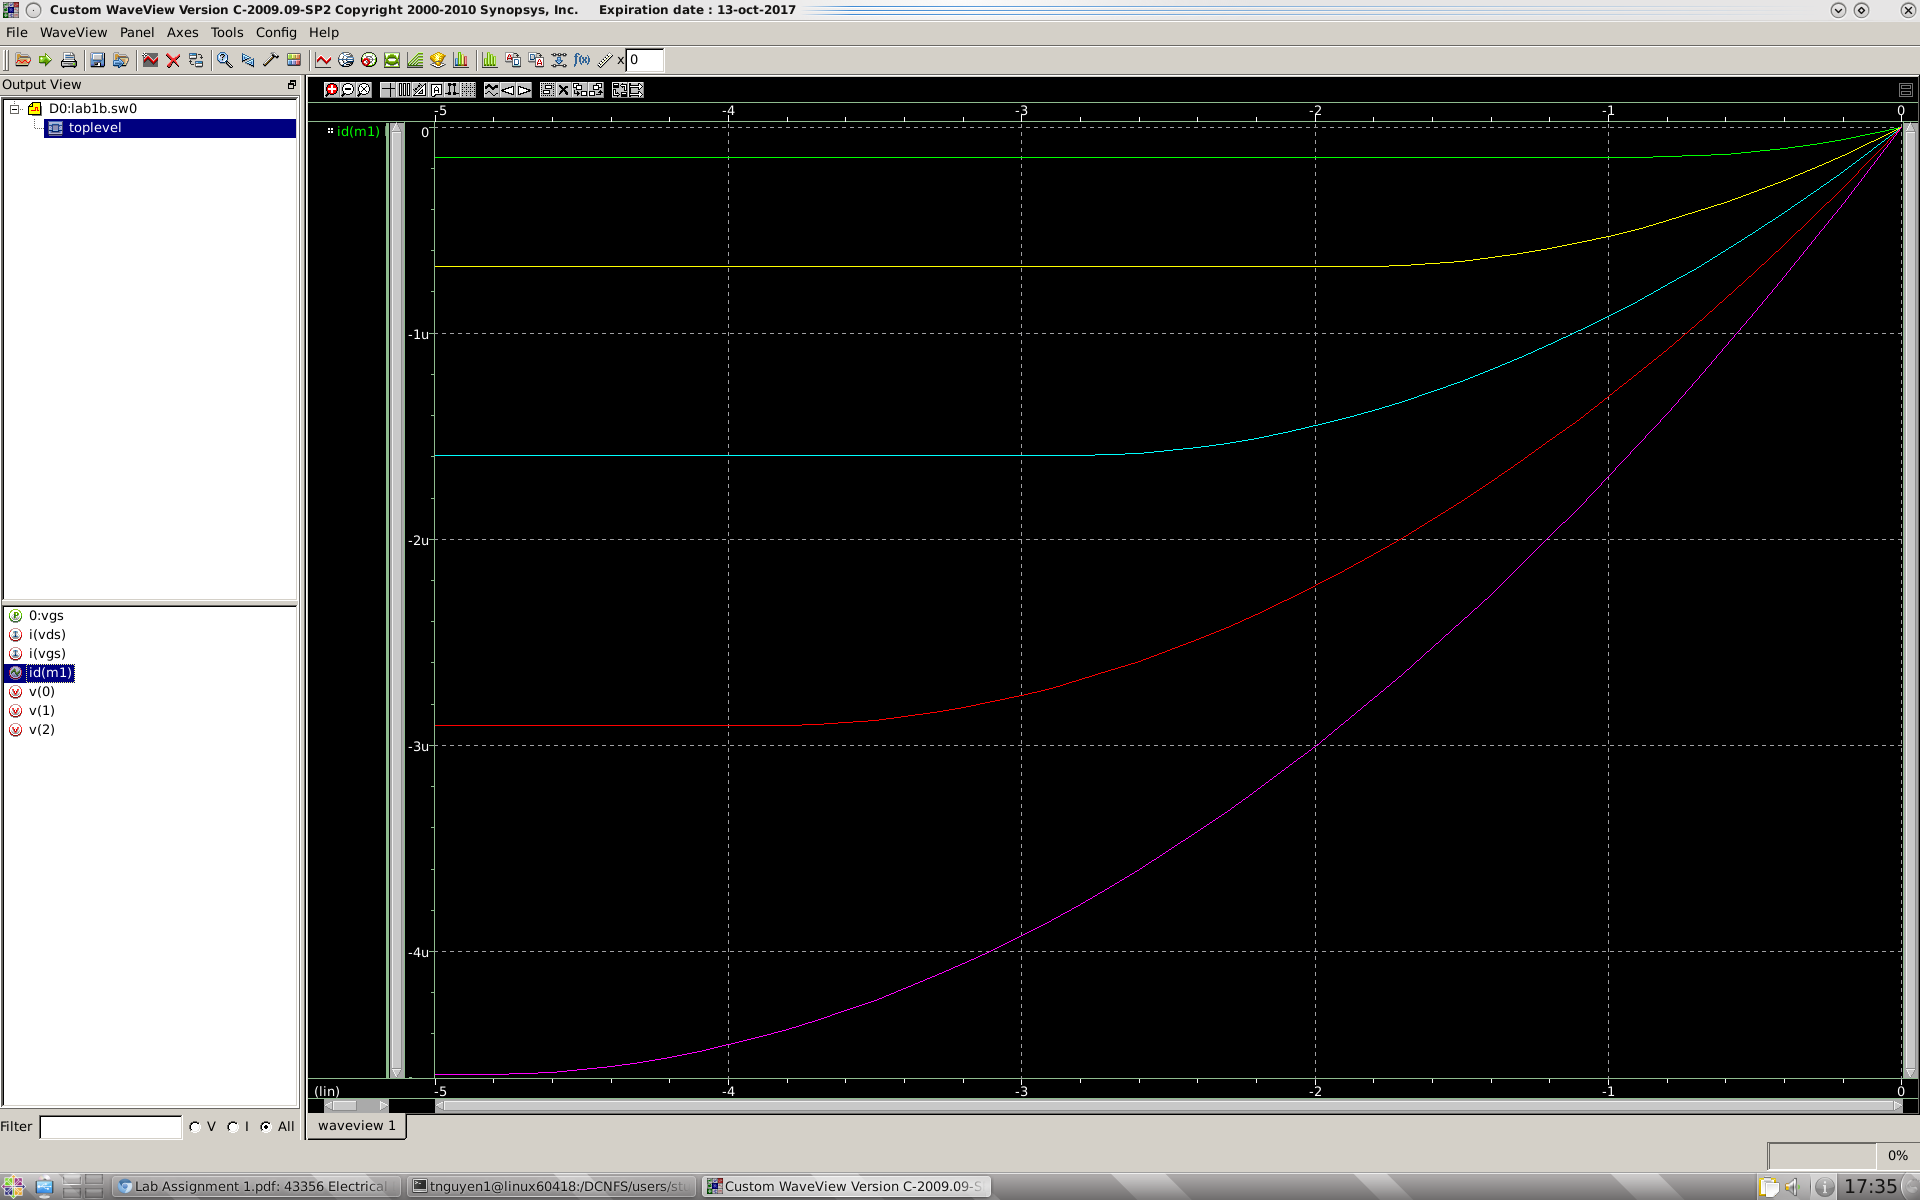 Custom WaveView Version C-2009.09-SP2 Copyright 2000-2010 Synopsys, Inc. Expiration date : 13-oct-2017
File WaveView Panel Axes Tools Config Help
x 0
Output View
D0:lab1b.sw0
toplevel
0:vgs
i(vds)
i(vgs)
id(m1)
v(0)
v(1)
v(2)
Filter V I All
-5 -4 -3 -2 -1 0
id(m1)
0
-1u
-2u
-3u
-4u
(lin) -5 -4 -3 -2 -1 0
waveview 1
0%
Lab Assignment 1.pdf: 43356 Electrical
tnguyen1@linux60418:/DCNFS/users/st
Custom WaveView Version C-2009.09-S
17:35